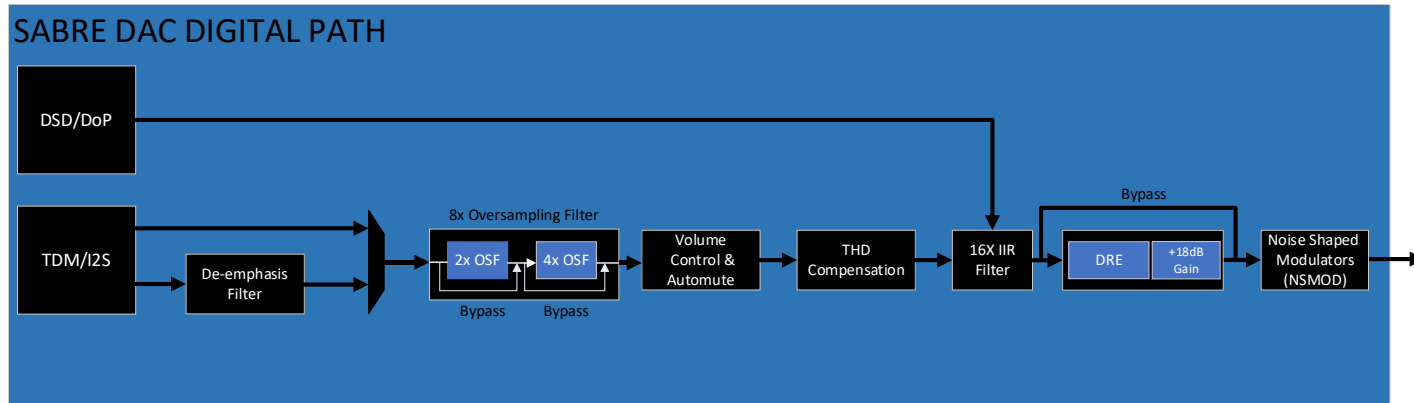 SABRE DAC DIGITAL PATH
DSD/DoP
TDM/I2S
De-emphasis
Filter
8x Oversampling Filter
2x OSF
4x OSF
Bypass
Bypass
Volume
Control &
Automute
THD
Compensation
16X IIR
Filter
Bypass
DRE
+18dB
Gain
Noise Shaped
Modulators
(NSMOD)